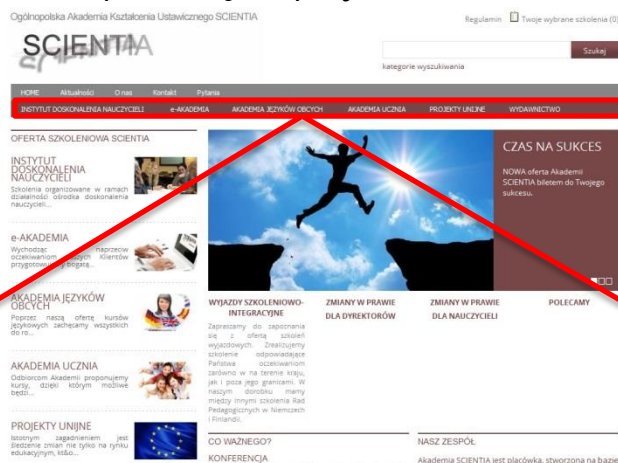 Ogólnopolska Akademia Kształcenia Ustawicznego SCIENTIA
Regulamin Twoje wybrane szkolenia (0)
SCIENTIA
Szukaj
kategorie wyszukiwania
HOME Aktualności O nas Kontakt Pytania
INSTYTUT DOSKONALENIA NAUCZYCIELI e-AKADEMIA AKADEMIA JĘZYKÓW OBCYCH AKADEMIA UCZNIA PROJEKTY UNIJNE WYDAWNICTWO
OFERTA SZKOLENIOWA SCIENTIA
INSTYTUT
DOSKONALENIA
NAUCZYCIELI
Szkolenia organizowane w ramach
działalności ośrodka doskonalenia
nauczycieli...
e-AKADEMIA
Wychodząc naprzeciw
oczekiwaniom naszych Klientów
przygotowaliśmy bogatą...
AKADEMIA JĘZYKÓW
OBCYCH
Poprzez naszą ofertę kursów
językowych zachęcamy wszystkich
do ro...
AKADEMIA UCZNIA
Odbiorcom Akademii proponujemy
kursy, dzięki którym możliwe
będzi...
PROJEKTY UNIJNE
Istotnym zagadnieniem jest
śledzenie zmian nie tylko na rynku
edukacyjnym, któ...
CZAS NA SUKCES
NOWA oferta Akademii
SCIENTIA biletem do Twojego
sukcesu.
WYJAZDY SZKOLENIOWO-
INTEGRACYJNE
Zapraszamy do zapoznania
się z ofertą szkoleń
wyjazdowych. Zrealizujemy
szkolenie odpowiadające
Państwa oczekiwaniom
zarówno w na terenie kraju,
jak i poza jego granicami. W
naszym dorobku mamy
między innymi szkolenia Rad
Pedagogicznych w Niemczech
i Finlandii.
ZMIANY W PRAWIE
DLA DYREKTORÓW
ZMIANY W PRAWIE
DLA NAUCZYCIELI
POLECAMY
CO WAŻNEGO?
KONFERENCJA
NASZ ZESPÓŁ
Akademia SCIENTIA jest placówką, stworzoną na bazie